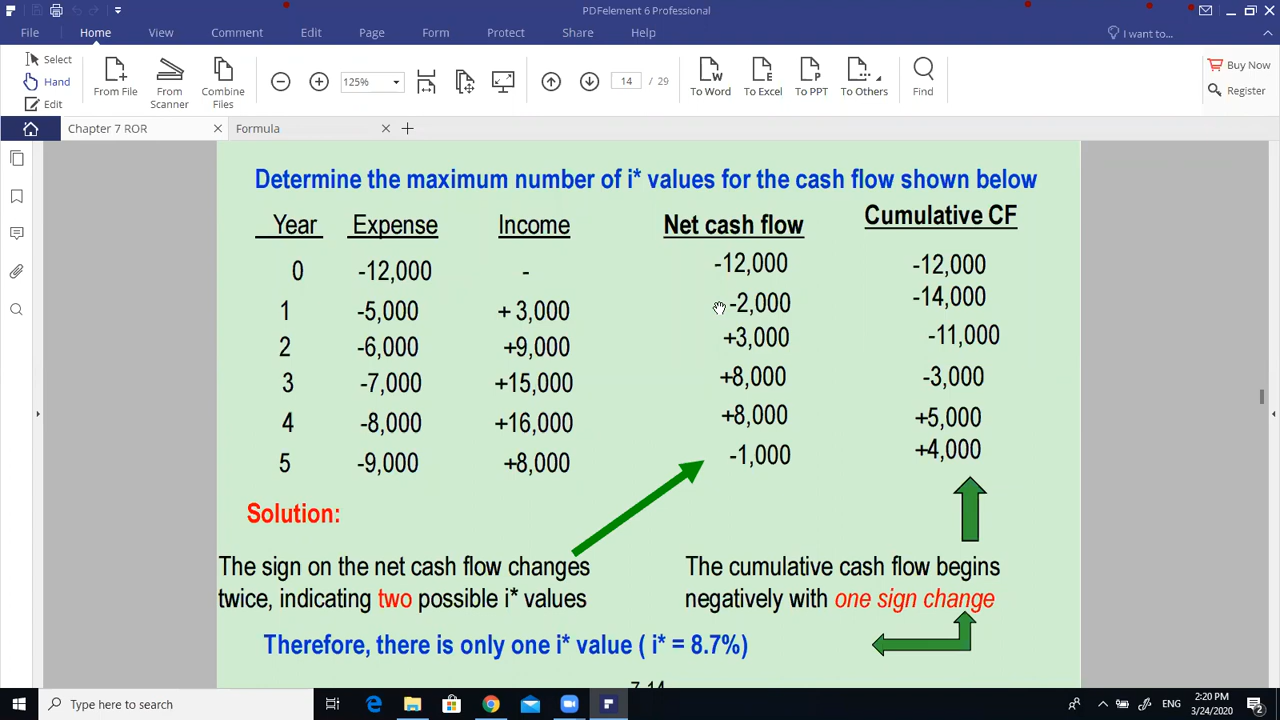 PDFelement 6 Professional
File Home View Comment Edit Page Form Protect Share Help I want to...
Select
Hand
Edit
From File
From Scanner
Combine Files
125%
14 / 29
To Word
To Excel
To PPT
To Others
Find
Buy Now
Register
Chapter 7 ROR
Formula
Determine the maximum number of i* values for the cash flow shown below
Year Expense Income Net cash flow Cumulative CF
0 -12,000 - -12,000 -12,000
1 -5,000 + 3,000 -2,000 -14,000
2 -6,000 +9,000 +3,000 -11,000
3 -7,000 +15,000 +8,000 -3,000
4 -8,000 +16,000 +8,000 +5,000
5 -9,000 +8,000 -1,000 +4,000
Solution:
The sign on the net cash flow changes
twice, indicating two possible i* values
The cumulative cash flow begins
negatively with one sign change
Therefore, there is only one i* value ( i* = 8.7%)
7-14
Type here to search
ENG
2:20 PM
3/24/2020
2